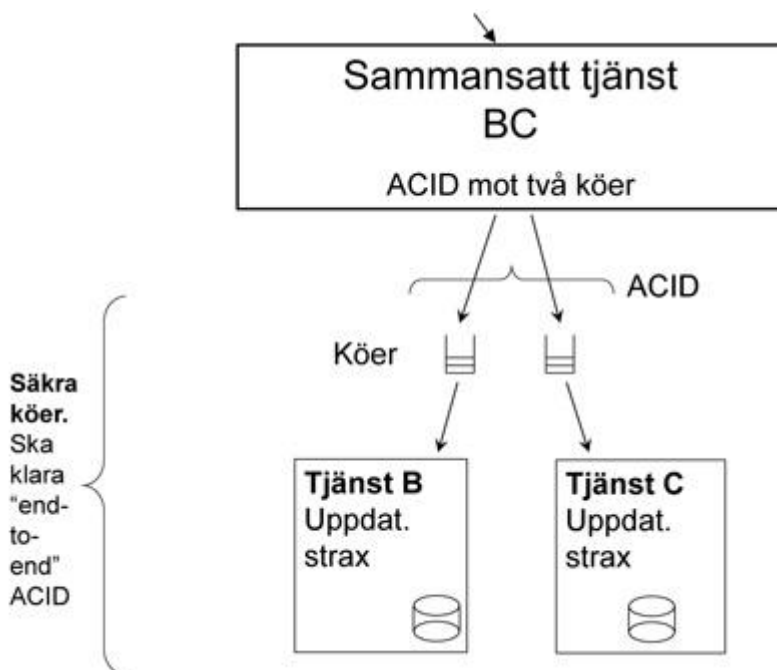 Sammansatt tjänst
BC
ACID mot två köer
ACID
Köer
Säkra
köer.
Ska
klara
“end-
to-
end”
ACID
Tjänst B
Uppdat.
strax
Tjänst C
Uppdat.
strax